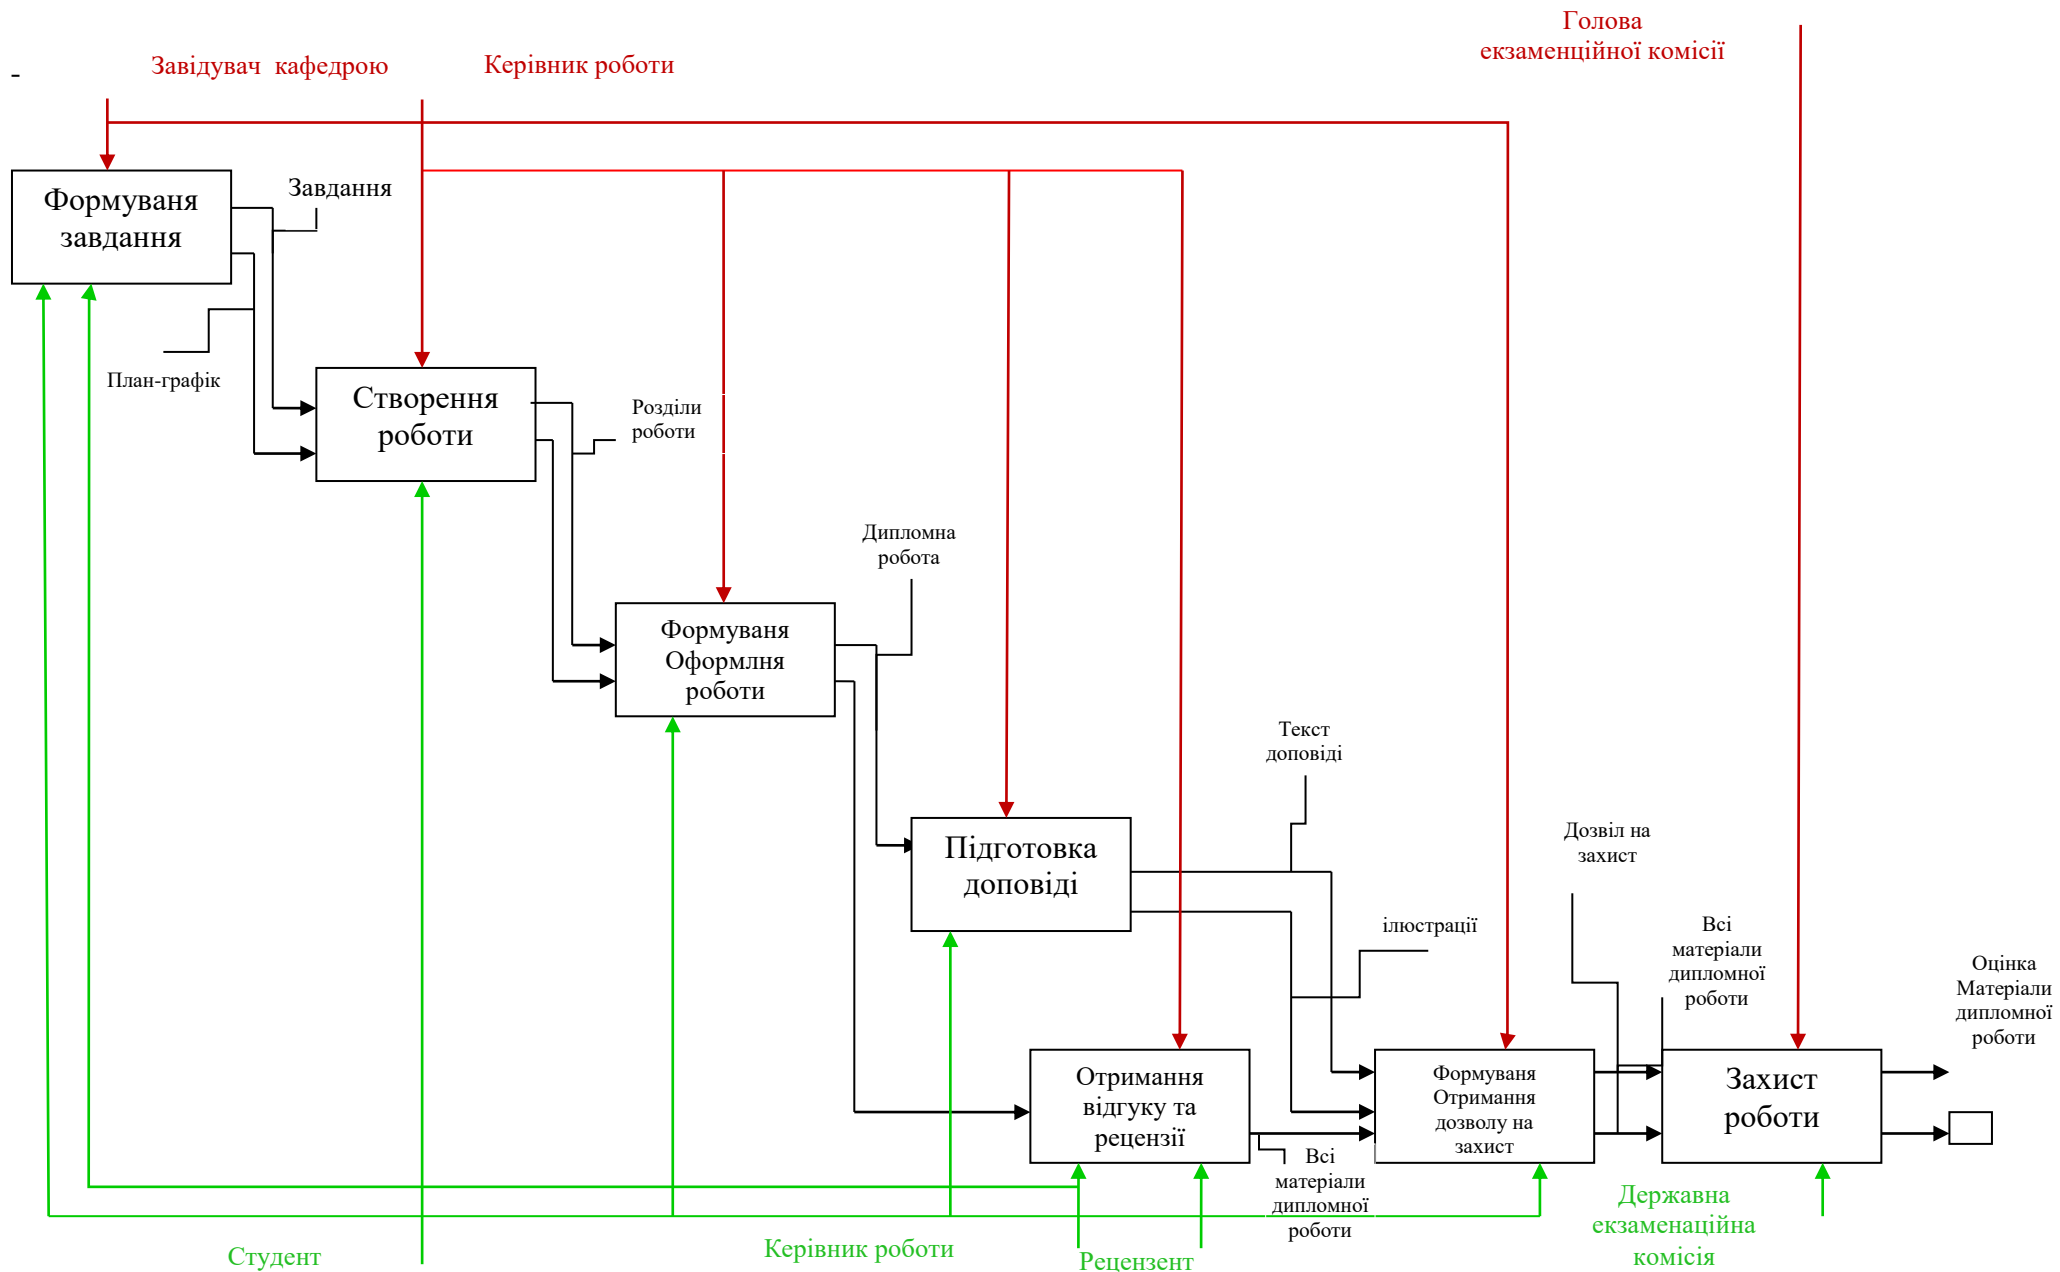 Голова
екзаменційної комісії
-
Завідувач  кафедрою
Керівник роботи
Формуваня
завдання
Завдання
План-графік
Створення
роботи
Розділи
роботи
Дипломна
робота
Формуваня
Оформлня
роботи
Текст
доповіді
Підготовка
доповіді
Дозвіл на
захист
ілюстрації
Всі
матеріали
дипломної
роботи
Оцінка
Матеріали
дипломної
роботи
Отримання
відгуку та
рецензії
Формуваня
Отримання
дозволу на
захист
Захист
роботи
Всі
матеріали
дипломної
роботи
Державна
екзаменаційна
комісія
Студент
Керівник роботи
Рецензент